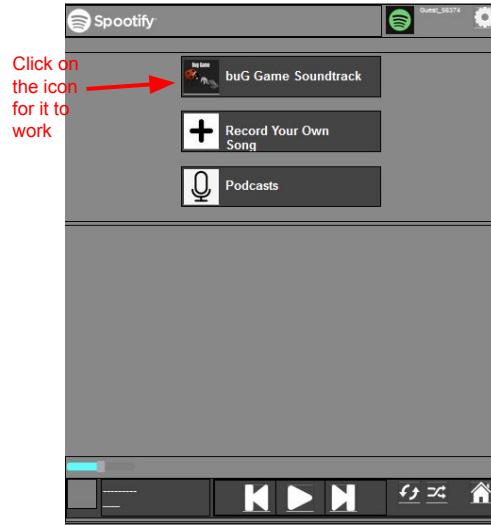 Spootify
Guest_56374
Click on
the icon
for it to
work
Bug Game
buG Game Soundtrack
Record Your Own
Song
Podcasts
---------